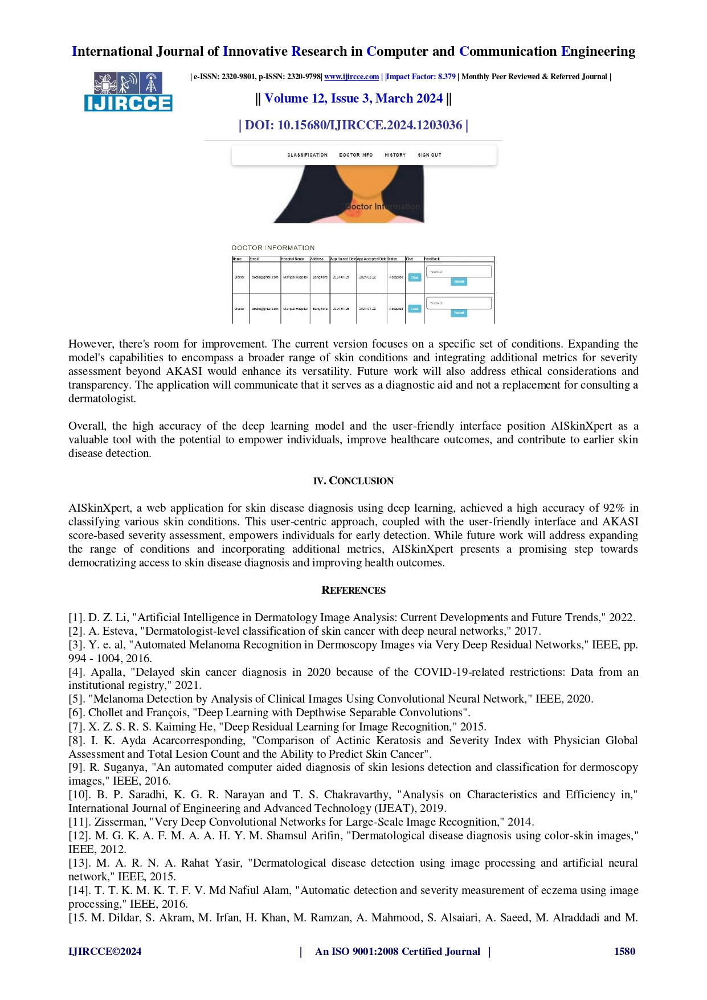 International Journal of Innovative Research in Computer and Communication Engineering
| e-ISSN: 2320-9801, p-ISSN: 2320-9798| www.ijircce.com | |Impact Factor: 8.379 | Monthly Peer Reviewed & Referred Journal |
IJIRCCE
|| Volume 12, Issue 3, March 2024 ||
| DOI: 10.15680/IJIRCCE.2024.1203036 |
CLASSIFICATION DOCTOR INFO HISTORY SIGN OUT
Doctor Information
DOCTOR INFORMATION
Name Email Hospital Name Address App Raised Date App Accepted Date Status Chat FeedBack
Doctor doctor@gmail.com Manipal Hospital Bangalore 2024-01-21 2024-02-22 Accepted Chat FeedBack
Submit
Doctor doctor@gmail.com Manipal Hospital Bangalore 2024-01-25 2024-01-28 Accepted Chat FeedBack
Submit
However, there's room for improvement. The current version focuses on a specific set of conditions. Expanding the
model's capabilities to encompass a broader range of skin conditions and integrating additional metrics for severity
assessment beyond AKASI would enhance its versatility. Future work will also address ethical considerations and
transparency. The application will communicate that it serves as a diagnostic aid and not a replacement for consulting a
dermatologist.
Overall, the high accuracy of the deep learning model and the user-friendly interface position AISkinXpert as a
valuable tool with the potential to empower individuals, improve healthcare outcomes, and contribute to earlier skin
disease detection.
IV. CONCLUSION
AISkinXpert, a web application for skin disease diagnosis using deep learning, achieved a high accuracy of 92% in
classifying various skin conditions. This user-centric approach, coupled with the user-friendly interface and AKASI
score-based severity assessment, empowers individuals for early detection. While future work will address expanding
the range of conditions and incorporating additional metrics, AISkinXpert presents a promising step towards
democratizing access to skin disease diagnosis and improving health outcomes.
REFERENCES
[1]. D. Z. Li, "Artificial Intelligence in Dermatology Image Analysis: Current Developments and Future Trends," 2022.
[2]. A. Esteva, "Dermatologist-level classification of skin cancer with deep neural networks," 2017.
[3]. Y. e. al, "Automated Melanoma Recognition in Dermoscopy Images via Very Deep Residual Networks," IEEE, pp.
994 - 1004, 2016.
[4]. Apalla, "Delayed skin cancer diagnosis in 2020 because of the COVID-19-related restrictions: Data from an
institutional registry," 2021.
[5]. "Melanoma Detection by Analysis of Clinical Images Using Convolutional Neural Network," IEEE, 2020.
[6]. Chollet and François, "Deep Learning with Depthwise Separable Convolutions".
[7]. X. Z. S. R. S. Kaiming He, "Deep Residual Learning for Image Recognition," 2015.
[8]. I. K. Ayda Acarcorresponding, "Comparison of Actinic Keratosis and Severity Index with Physician Global
Assessment and Total Lesion Count and the Ability to Predict Skin Cancer".
[9]. R. Suganya, "An automated computer aided diagnosis of skin lesions detection and classification for dermoscopy
images," IEEE, 2016.
[10]. B. P. Saradhi, K. G. R. Narayan and T. S. Chakravarthy, "Analysis on Characteristics and Efficiency in,"
International Journal of Engineering and Advanced Technology (IJEAT), 2019.
[11]. Zisserman, "Very Deep Convolutional Networks for Large-Scale Image Recognition," 2014.
[12]. M. G. K. A. F. M. A. A. H. Y. M. Shamsul Arifin, "Dermatological disease diagnosis using color-skin images,"
IEEE, 2012.
[13]. M. A. R. N. A. Rahat Yasir, "Dermatological disease detection using image processing and artificial neural
network," IEEE, 2015.
[14]. T. T. K. M. K. T. F. V. Md Nafiul Alam, "Automatic detection and severity measurement of eczema using image
processing," IEEE, 2016.
[15. M. Dildar, S. Akram, M. Irfan, H. Khan, M. Ramzan, A. Mahmood, S. Alsaiari, A. Saeed, M. Alraddadi and M.
IJIRCCE©2024 | An ISO 9001:2008 Certified Journal | 1580